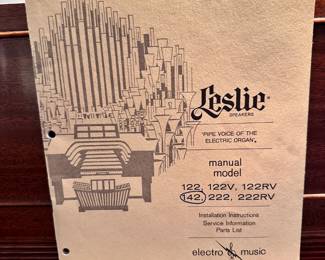 Leslie®
SPEAKERS
"PIPE VOICE OF THE
ELECTRIC ORGAN",
manual
model
122, 122V, 122RV
142, 222, 222RV
Installation Instructions
Service Information
Parts List
electro music